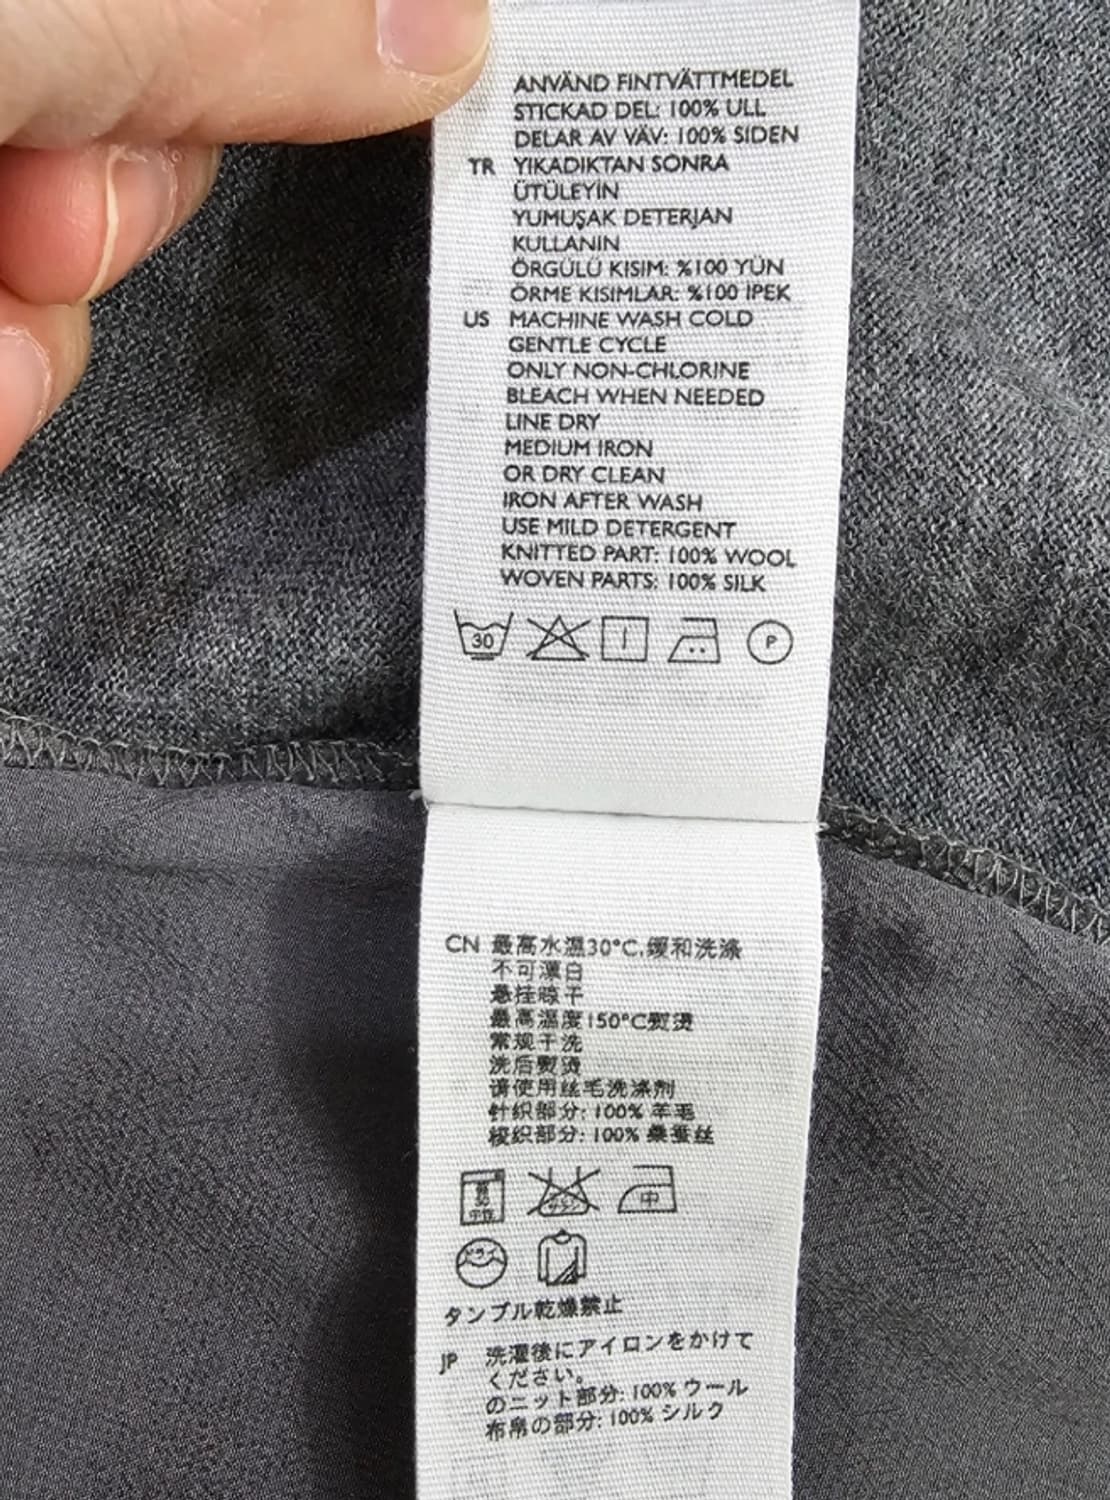 ANVÄND FINTVÄTTMEDEL
STICKAD DEL: 100% ULL
DELAR AV VÄV: 100% SIDEN
TR YIKADIKTAN SONRA
ÜTÜLEYİN
YUMUŞAK DETERJAN
KULLANIN
ÖRGÜLÜ KISIM: %100 YÜN
ÖRME KISIMLAR: %100 IPEK
US MACHINE WASH COLD
GENTLE CYCLE
ONLY NON-CHLORINE
BLEACH WHEN NEEDED
LINE DRY
MEDIUM IRON
OR DRY CLEAN
IRON AFTER WASH
USE MILD DETERGENT
KNITTED PART: 100% WOOL
WOVEN PARTS: 100% SILK
30 P
CN 最高水温30°C,缓和洗涤
不可漂白
悬挂晾干
最高温度150°C熨烫
常规干洗
洗后熨烫
请使用丝毛洗涤剂
针织部分: 100% 羊毛
梭织部分: 100% 桑蚕丝
30 中性 中
ドライ
タンブル乾燥禁止
JP 洗濯後にアイロンをかけて
ください。
のニット部分: 100% ウール
布帛の部分: 100% シルク